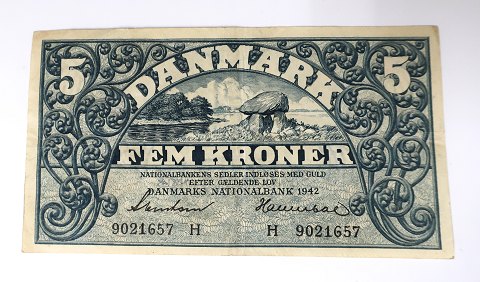 5 DANMARK 5
FEM KRONER
NATIONALBANKENS SEDLER INDLØSES MED GULD
EFTER GÆLDENDE LOV
DANMARKS NATIONALBANK 1942
9021657 H H 9021657